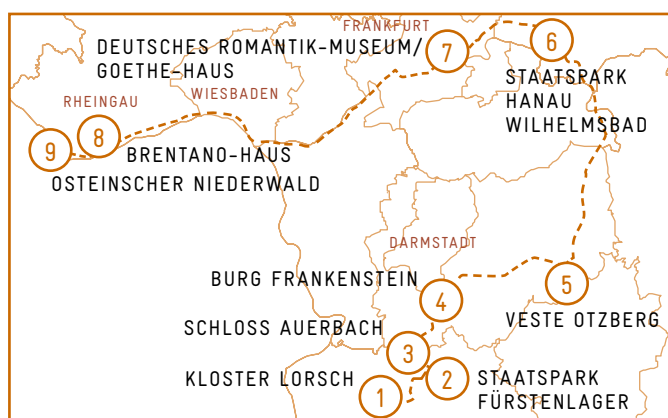 FRANKFURT
DEUTSCHES ROMANTIK-MUSEUM/
GOETHE-HAUS
7
6
STAATSPARK
HANAU
WILHELMSBAD
RHEINGAU
WIESBADEN
8
9
BRENTANO-HAUS
OSTEINSCHER NIEDERWALD
DARMSTADT
BURG FRANKENSTEIN
4
5
VESTE OTZBERG
SCHLOSS AUERBACH
3
KLOSTER LORSCH
1
2
STAATSPARK
FÜRSTENLAGER